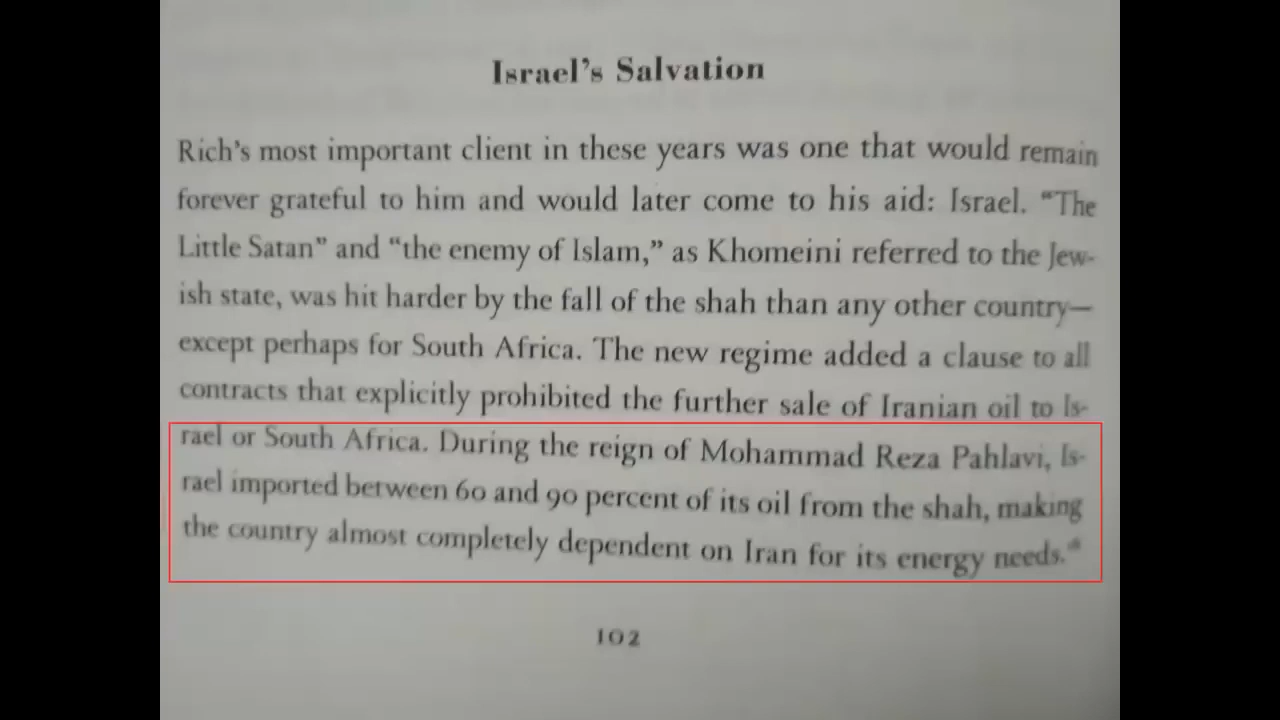 Israel's Salvation
Rich's most important client in these years was one that would remain
forever grateful to him and would later come to his aid: Israel. “The
Little Satan” and “the enemy of Islam,” as Khomeini referred to the Jew-
ish state, was hit harder by the fall of the shah than any other country—
except perhaps for South Africa. The new regime added a clause to all
contracts that explicitly prohibited the further sale of Iranian oil to Is-
rael or South Africa. During the reign of Mohammad Reza Pahlavi, Is-
rael imported between 60 and 90 percent of its oil from the shah, making
the country almost completely dependent on Iran for its energy needs.
102